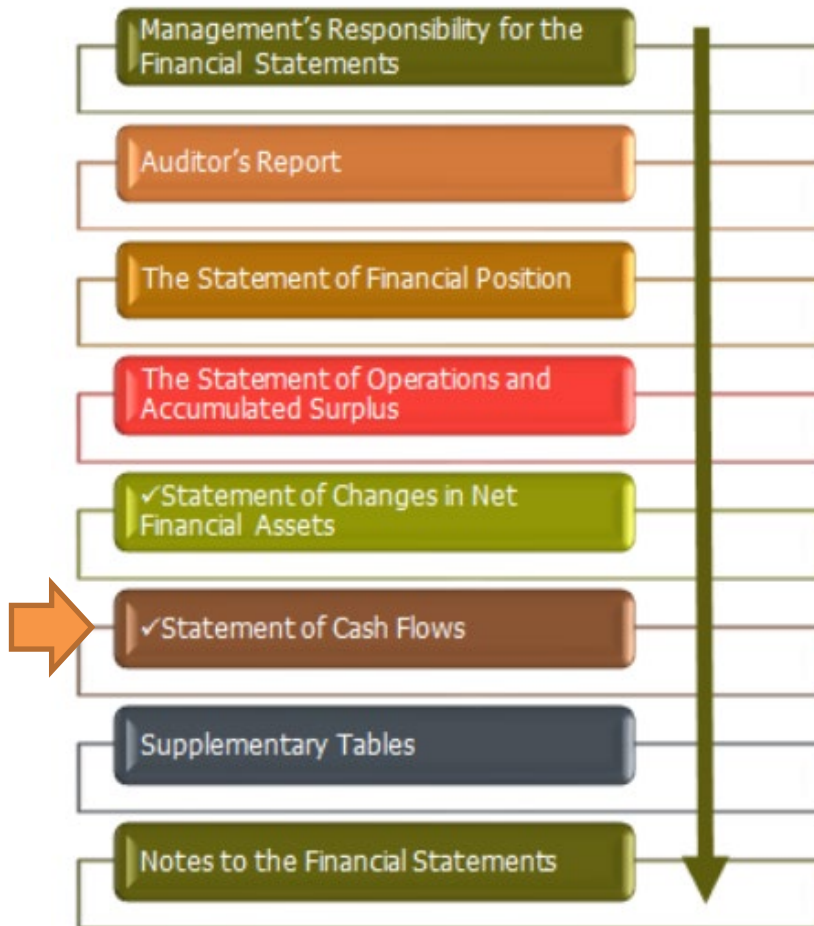 Management’s Responsibility for the
Financial Statements
Auditor’s Report
The Statement of Financial Position
The Statement of Operations and
Accumulated Surplus
✓Statement of Changes in Net
Financial Assets
✓Statement of Cash Flows
Supplementary Tables
Notes to the Financial Statements